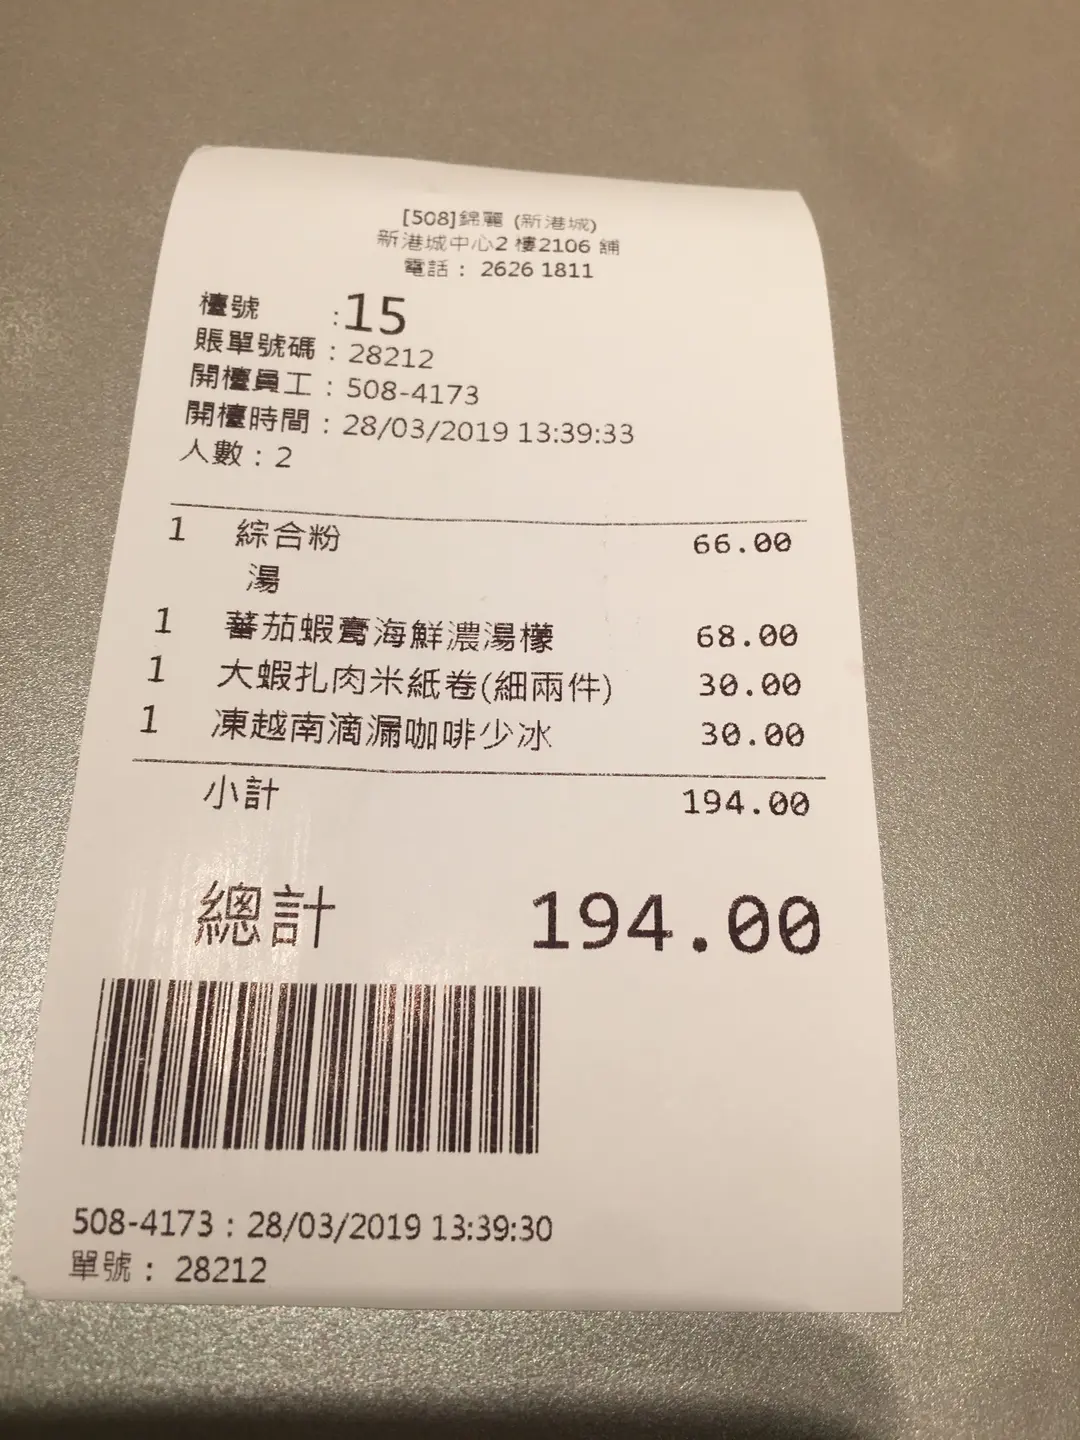 [508]錦麗 (新港城)
新港城中心2 樓2106 舖
電話： 2626 1811
檯號 :15
賬單號碼：28212
開檯員工：508-4173
開檯時間：28/03/2019 13:39:33
人數：2
1 綜合粉 66.00
湯
1 蕃茄蝦膏海鮮濃湯檬 68.00
1 大蝦扎肉米紙卷(細兩件) 30.00
1 凍越南滴漏咖啡少冰 30.00
小計 194.00
總計 194.00
508-4173：28/03/2019 13:39:30
單號： 28212